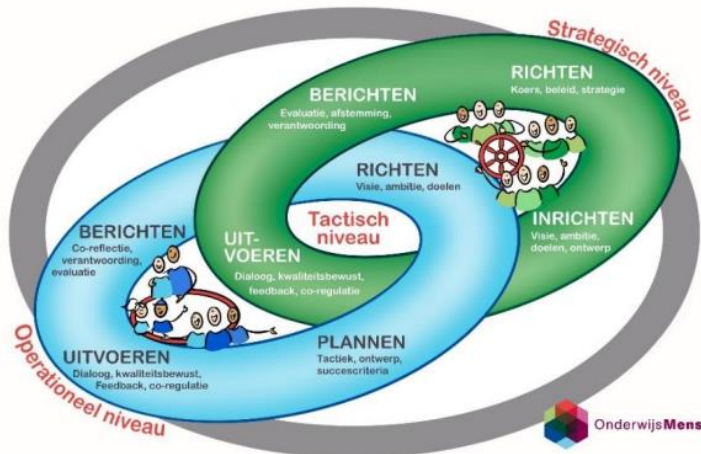 Strategisch niveau
RICHTEN
Koers, beleid, strategie
BERICHTEN
Evaluatie, afstemming,
verantwoording
RICHTEN
Visie, ambitie, doelen
INRICHTEN
Visie, ambitie,
doelen, ontwerp
Tactisch
niveau
UIT-
VOEREN
Dialoog, kwaliteitsbewust,
feedback, co-regulatie
BERICHTEN
Co-reflectie,
verantwoording,
evaluatie
PLANNEN
Tactiek, ontwerp,
succescriteria
UITVOEREN
Dialoog, kwaliteitsbewust,
Feedback, co-regulatie
Operationeel niveau
OnderwijsMens